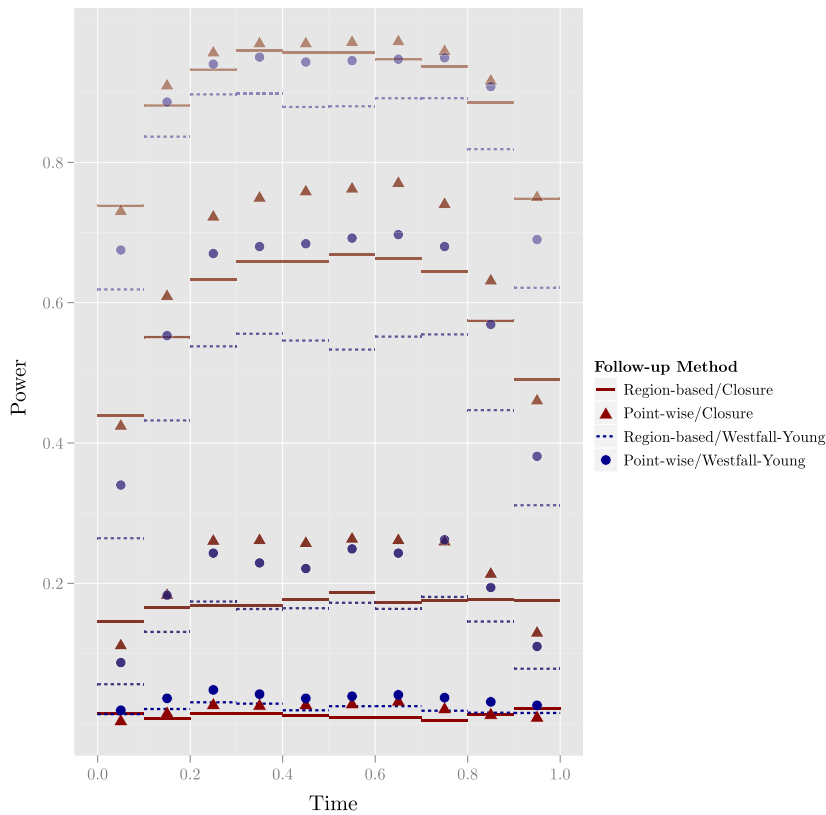 0.8
0.6
0.4
0.2
Power
0.0 0.2 0.4 0.6 0.8 1.0
Time
Follow-up Method
Region-based/Closure
Point-wise/Closure
Region-based/Westfall-Young
Point-wise/Westfall-Young